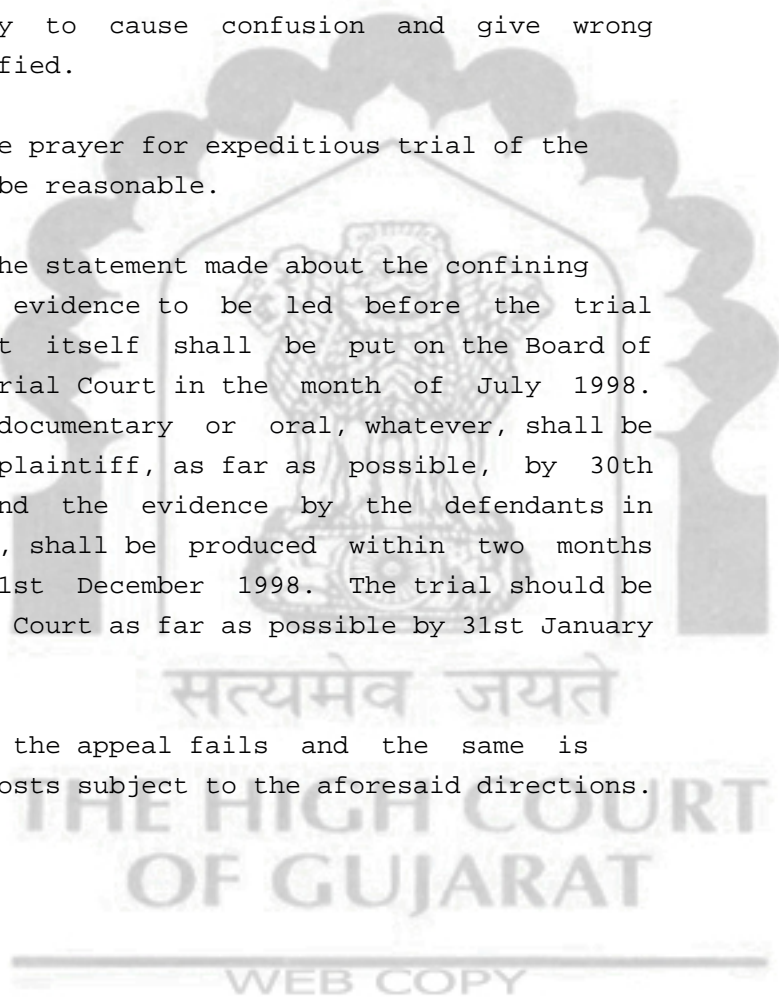 to cause confusion and give wrong
fied.
e prayer for expeditious trial of the
be reasonable.
he statement made about the confining
evidence to be led before the trial
t itself shall be put on the Board of
rial Court in the month of July 1998.
documentary or oral, whatever, shall be
plaintiff, as far as possible, by 30th
nd the evidence by the defendants in
, shall be produced within two months
1st December 1998. The trial should be
Court as far as possible by 31st January
सत्यमेव जयते
the appeal fails and the same is
osts subject to the aforesaid directions.
THE HIGH COURT
OF GUJARAT
WEB COPY